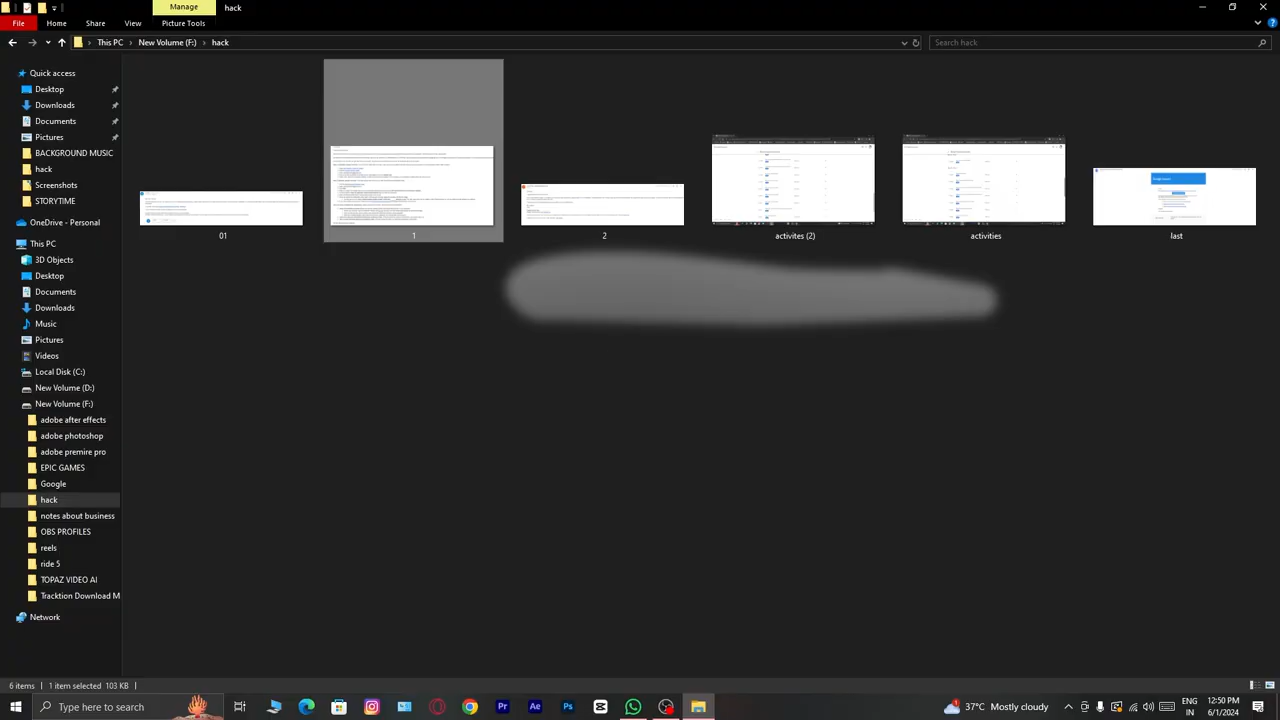 Manage
hack
File
Home
Share
View
Picture Tools
This PC
New Volume (F:)
hack
Search hack
Quick access
Desktop
Downloads
Documents
Pictures
BACKGROUND MUSIC
hack
Screenshots
STORY FIVE
OneDrive - Personal
This PC
3D Objects
Desktop
Documents
Downloads
Music
Pictures
Videos
Local Disk (C:)
New Volume (D:)
New Volume (F:)
adobe after effects
adobe photoshop
adobe premire pro
EPIC GAMES
Google
hack
notes about business
OBS PROFILES
reels
ride 5
TOPAZ VIDEO AI
Tracktion Download M
Network
01
1
2
activites (2)
activities
last
6 items
1 item selected 103 KB
Type here to search
37°C Mostly cloudy
ENG
IN
12:50 PM
6/1/2024